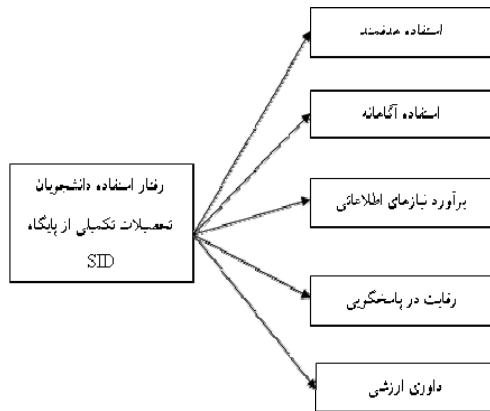 استفاده هدفمند
استفاده آگاهانه
رفتار استفاده دانشجویان
تحصیلات تکمیلی از پایگاه
SID
برآورد نیازهای اطلاعاتی
رقابت در پاسخگویی
داوری ارزشی